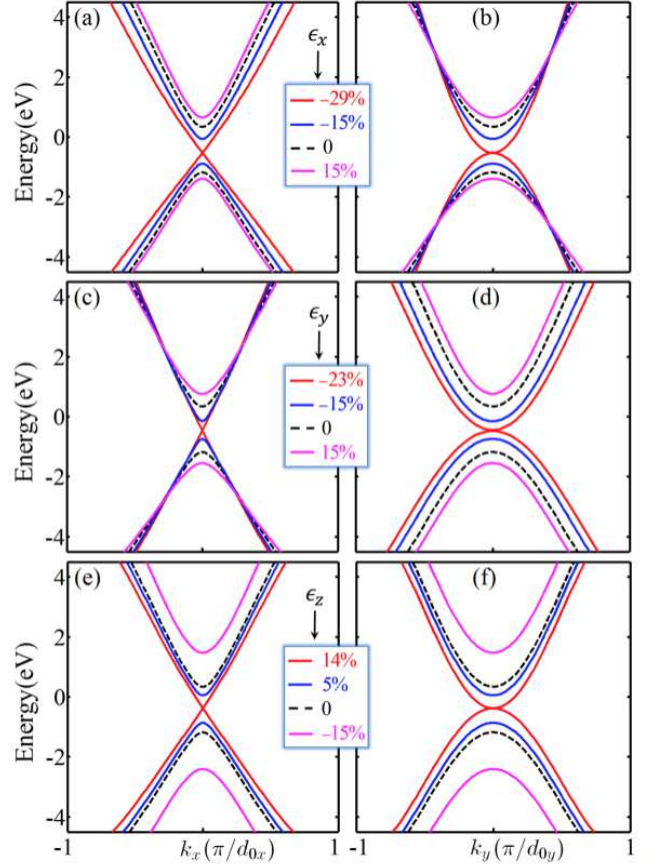 (a)
(b)
4
2
0
-2
-4
Energy(eV)
ϵx
−29%
−15%
0
15%
(c)
(d)
4
2
0
-2
-4
Energy(eV)
ϵy
−23%
−15%
0
15%
(e)
(f)
4
2
0
-2
-4
Energy(eV)
ϵz
14%
5%
0
−15%
-1
kx(π/d0x)
1
ky(π/d0y)
1